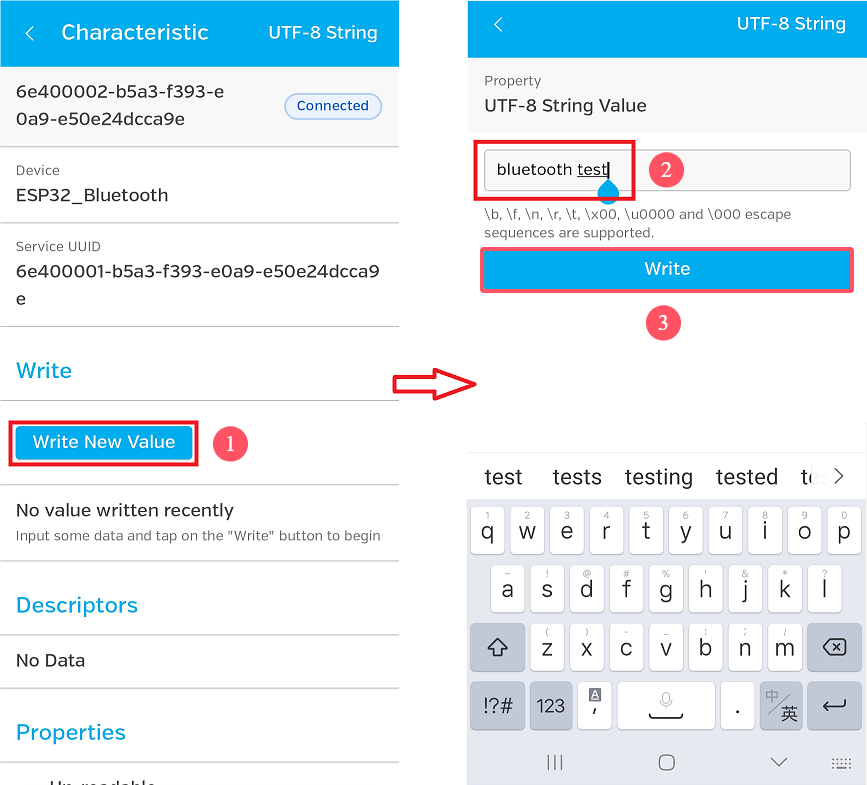 Characteristic
UTF-8 String
6e400002-b5a3-f393-e
0a9-e50e24dcca9e
Connected
Device
ESP32_Bluetooth
Service UUID
6e400001-b5a3-f393-e0a9-e50e24dcca9
e
Write
Write New Value
1
No value written recently
Input some data and tap on the "Write" button to begin
Descriptors
No Data
Properties
UTF-8 String
Property
UTF-8 String Value
bluetooth test
2
\b, \f, \n, \r, \t, \x00, \u0000 and \000 escape
sequences are supported.
Write
3
test tests testing tested
1 2 3 4 5 6 7 8 9 0
q w e r t y u i o p
~ ! @ # % ' & * ?
a s d f g h j k l
( ) - _ : ; /
z x c v b n m
!?# 123 A , . 中/英